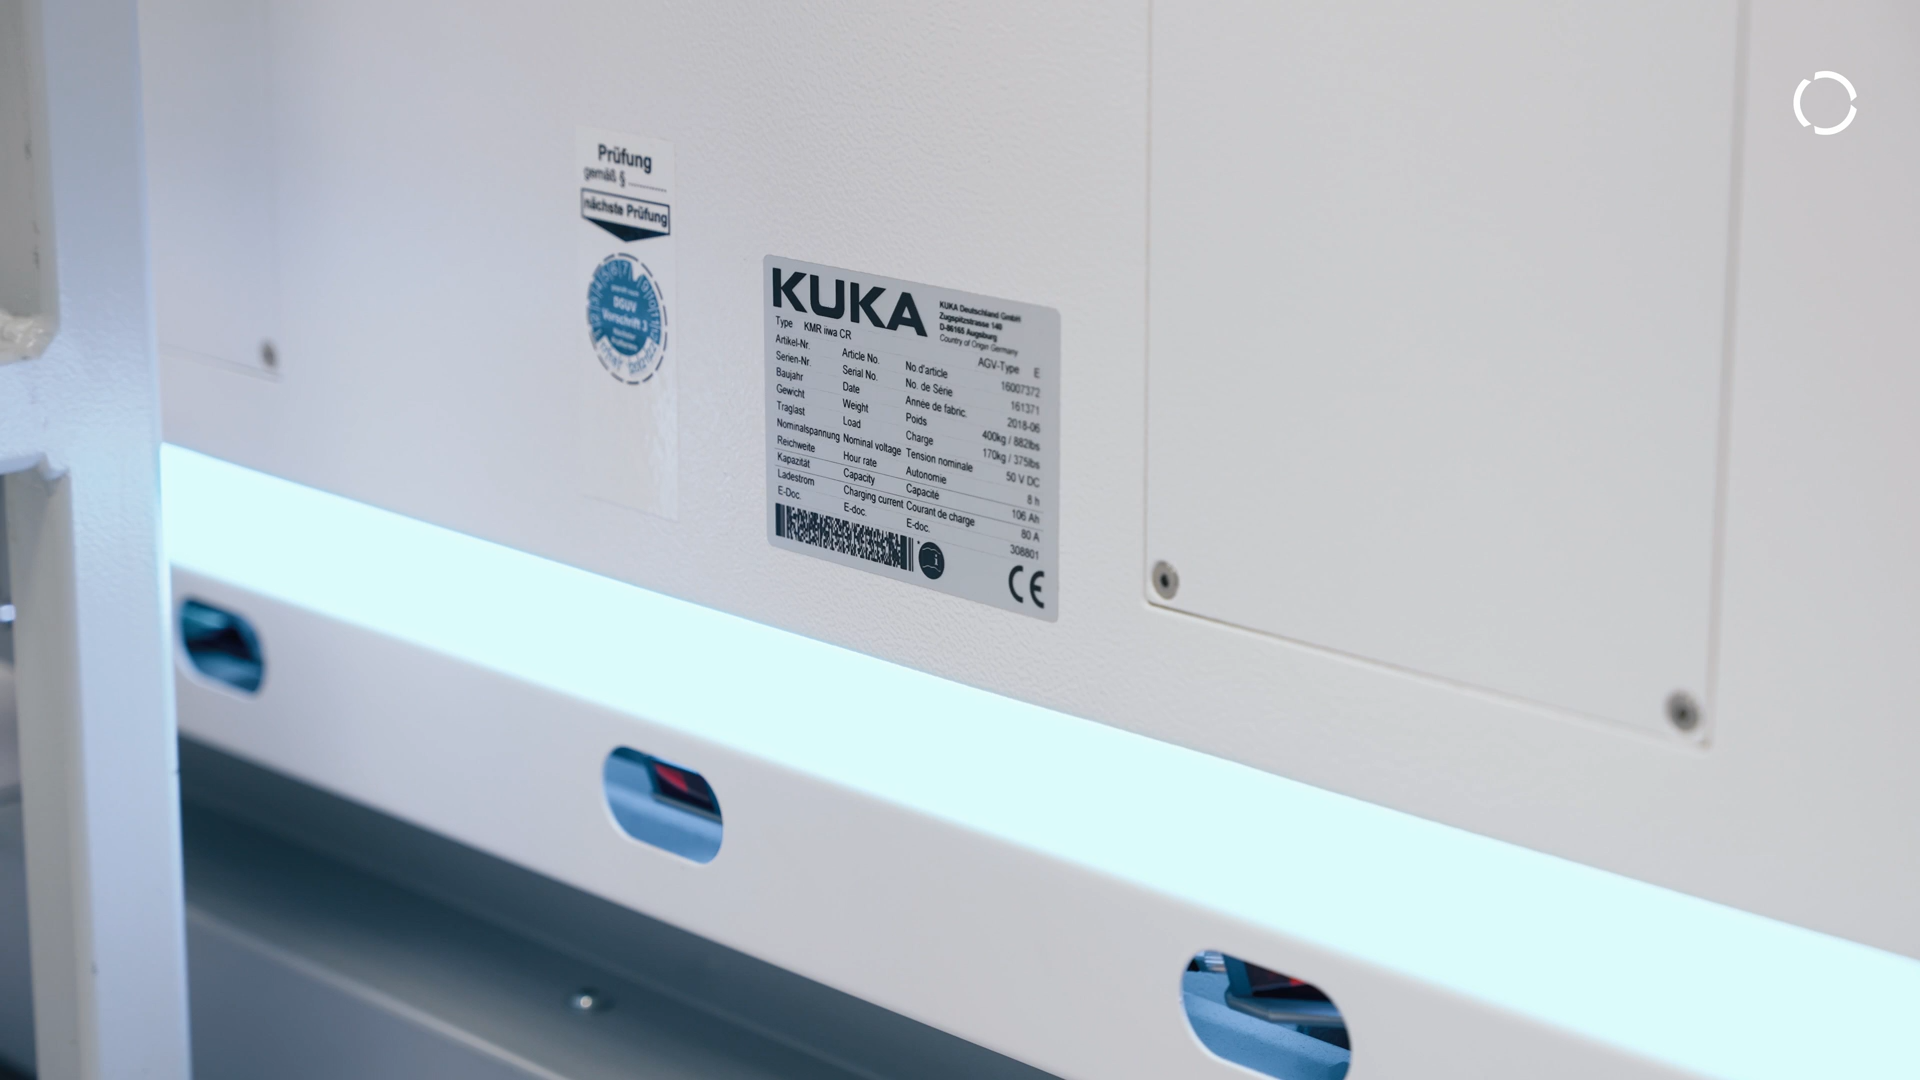 Prüfung
gemäß §
nächste Prüfung
DGUV
Vorschrift 3
KUKA
KUKA Deutschland GmbH
Zugspitzstrasse 140
D-86165 Augsburg
Country of Origin Germany
Type KMR iiwa CR AGV-Type E
Artikel-Nr. Article No. No d'article 16007372
Serien-Nr. Serial No. No. de Série 161371
Baujahr Date Année de fabric. 2018-06
Gewicht Weight Poids 400kg / 882lbs
Traglast Load Charge 170kg / 375lbs
Nominalspannung Nominal voltage Tension nominale 50 V DC
Reichweite Hour rate Autonomie 8 h
Kapazität Capacity Capacité 106 Ah
Ladestrom Charging current Courant de charge 80 A
E-Doc. E-doc. E-doc. 308801
CE